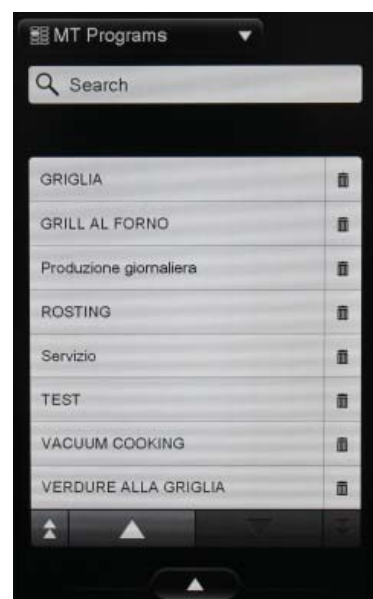 MT Programs
Search
GRIGLIA
GRILL AL FORNO
Produzione giornaliera
ROSTING
Servizio
TEST
VACUUM COOKING
VERDURE ALLA GRIGLIA